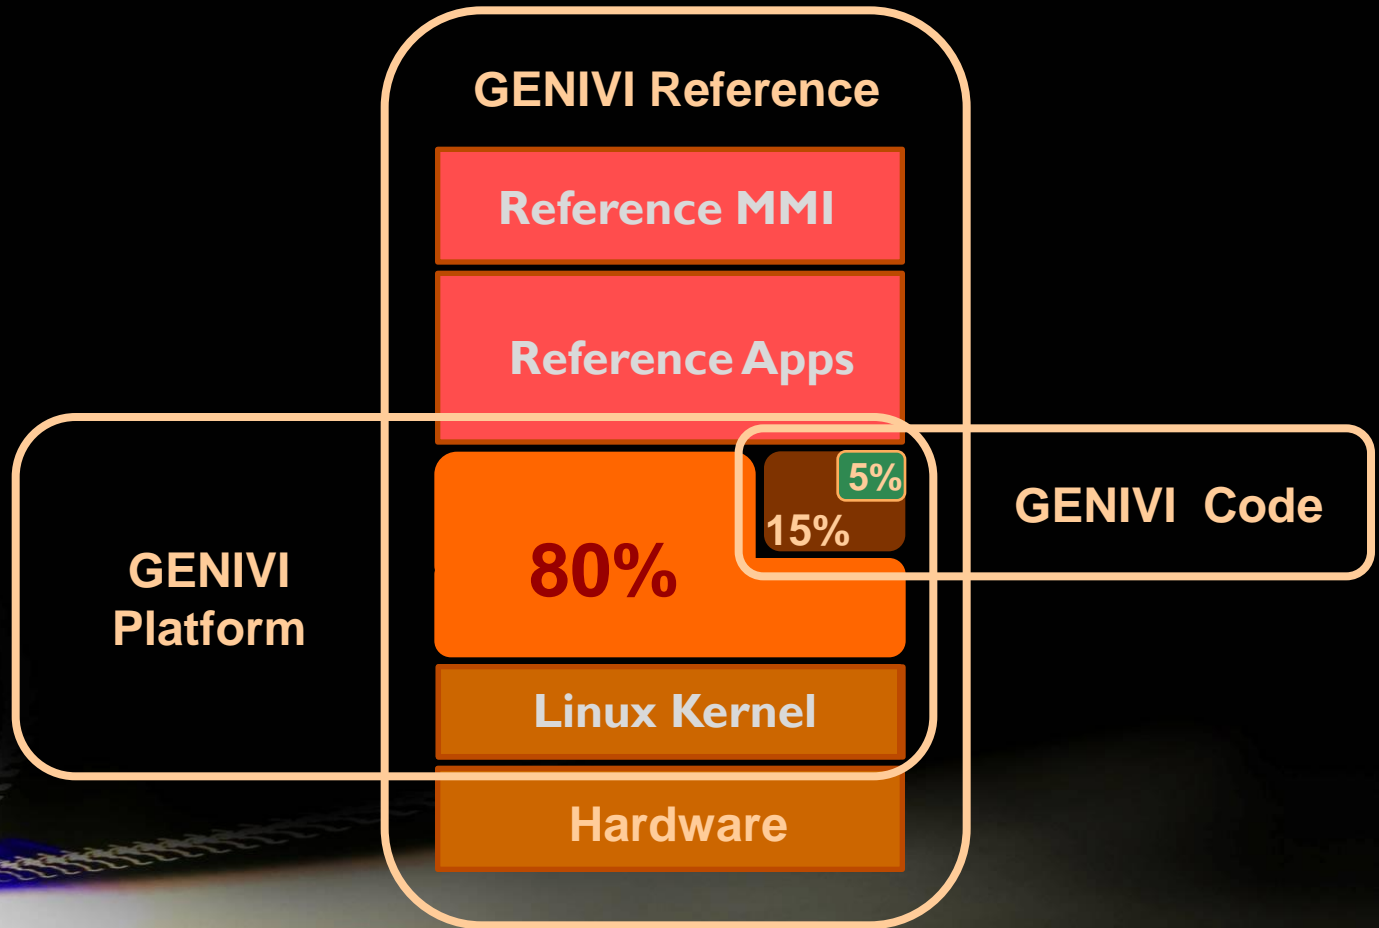 GENIVI Reference
Reference MMI
Reference Apps
5%
15%
GENIVI Code
80%
GENIVI
Platform
Linux Kernel
Hardware